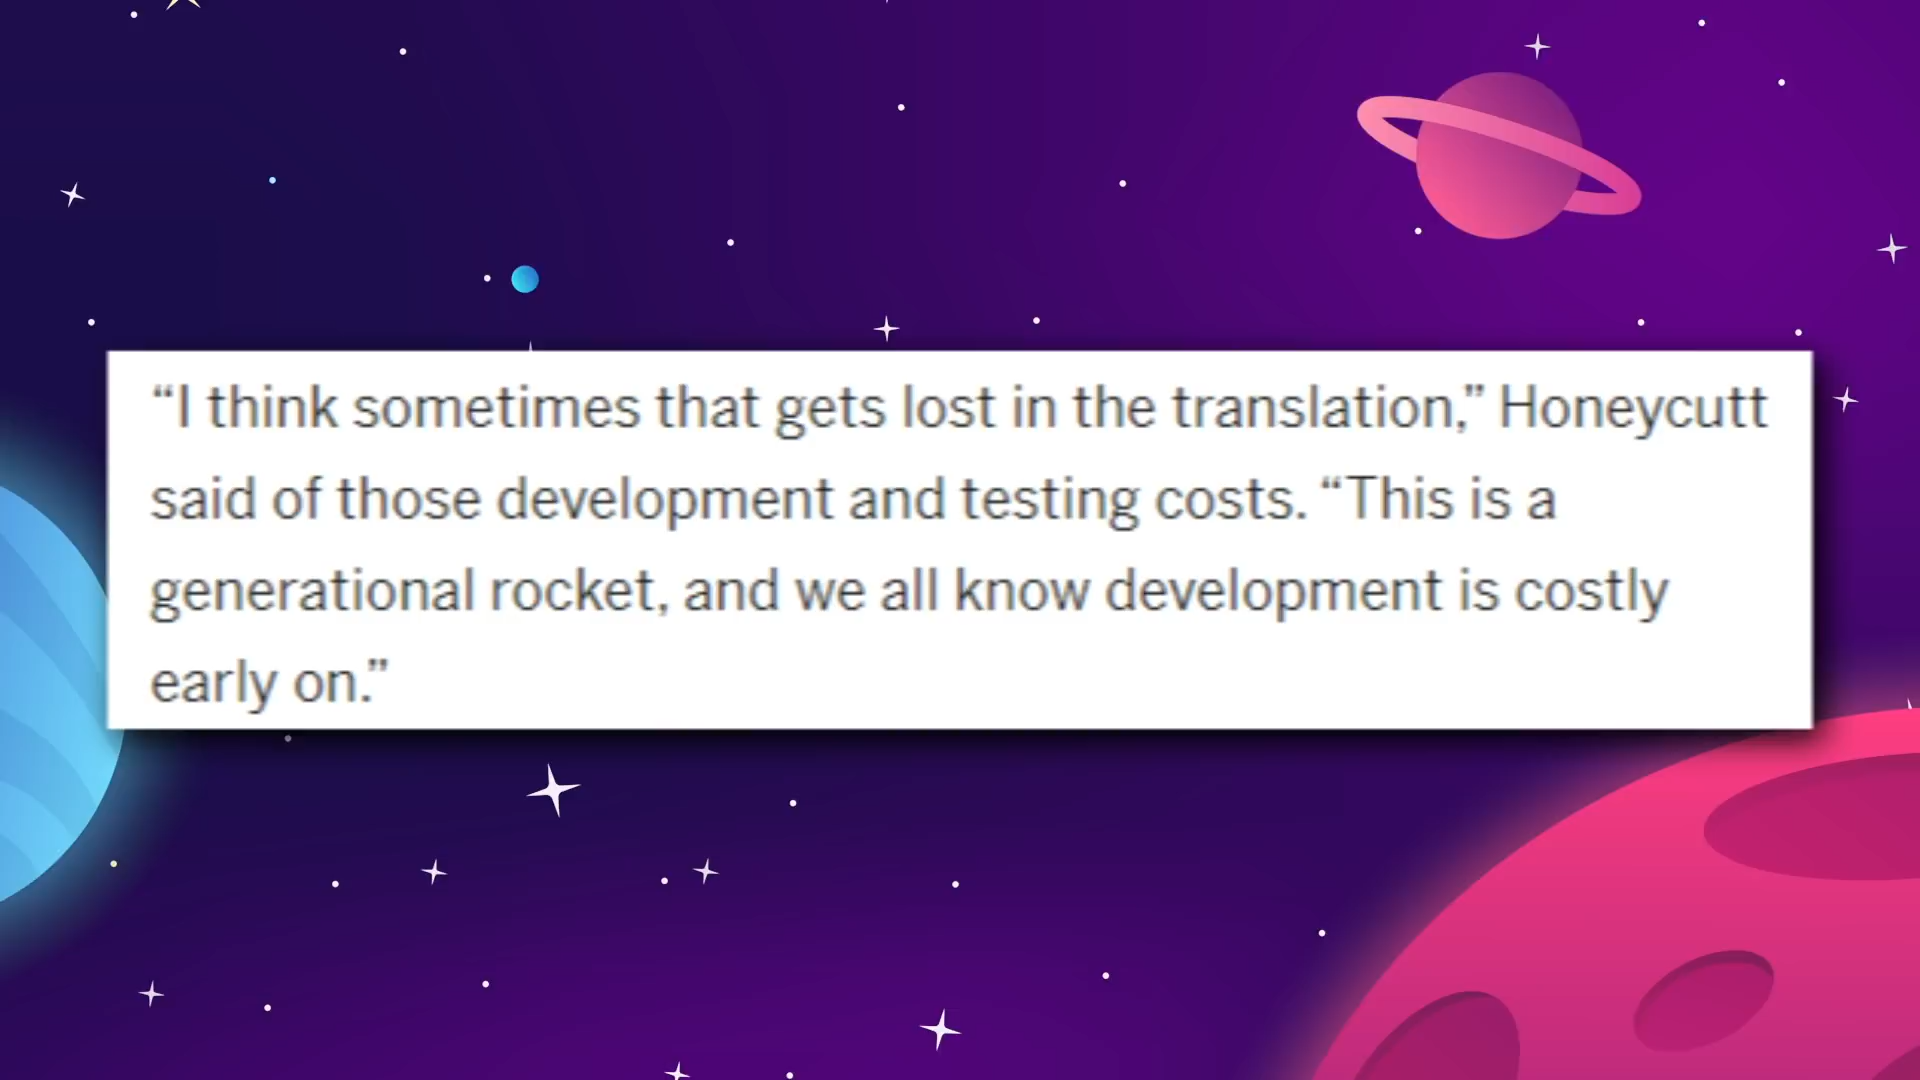 “I think sometimes that gets lost in the translation,” Honeycutt
said of those development and testing costs. “This is a
generational rocket, and we all know development is costly
early on.”